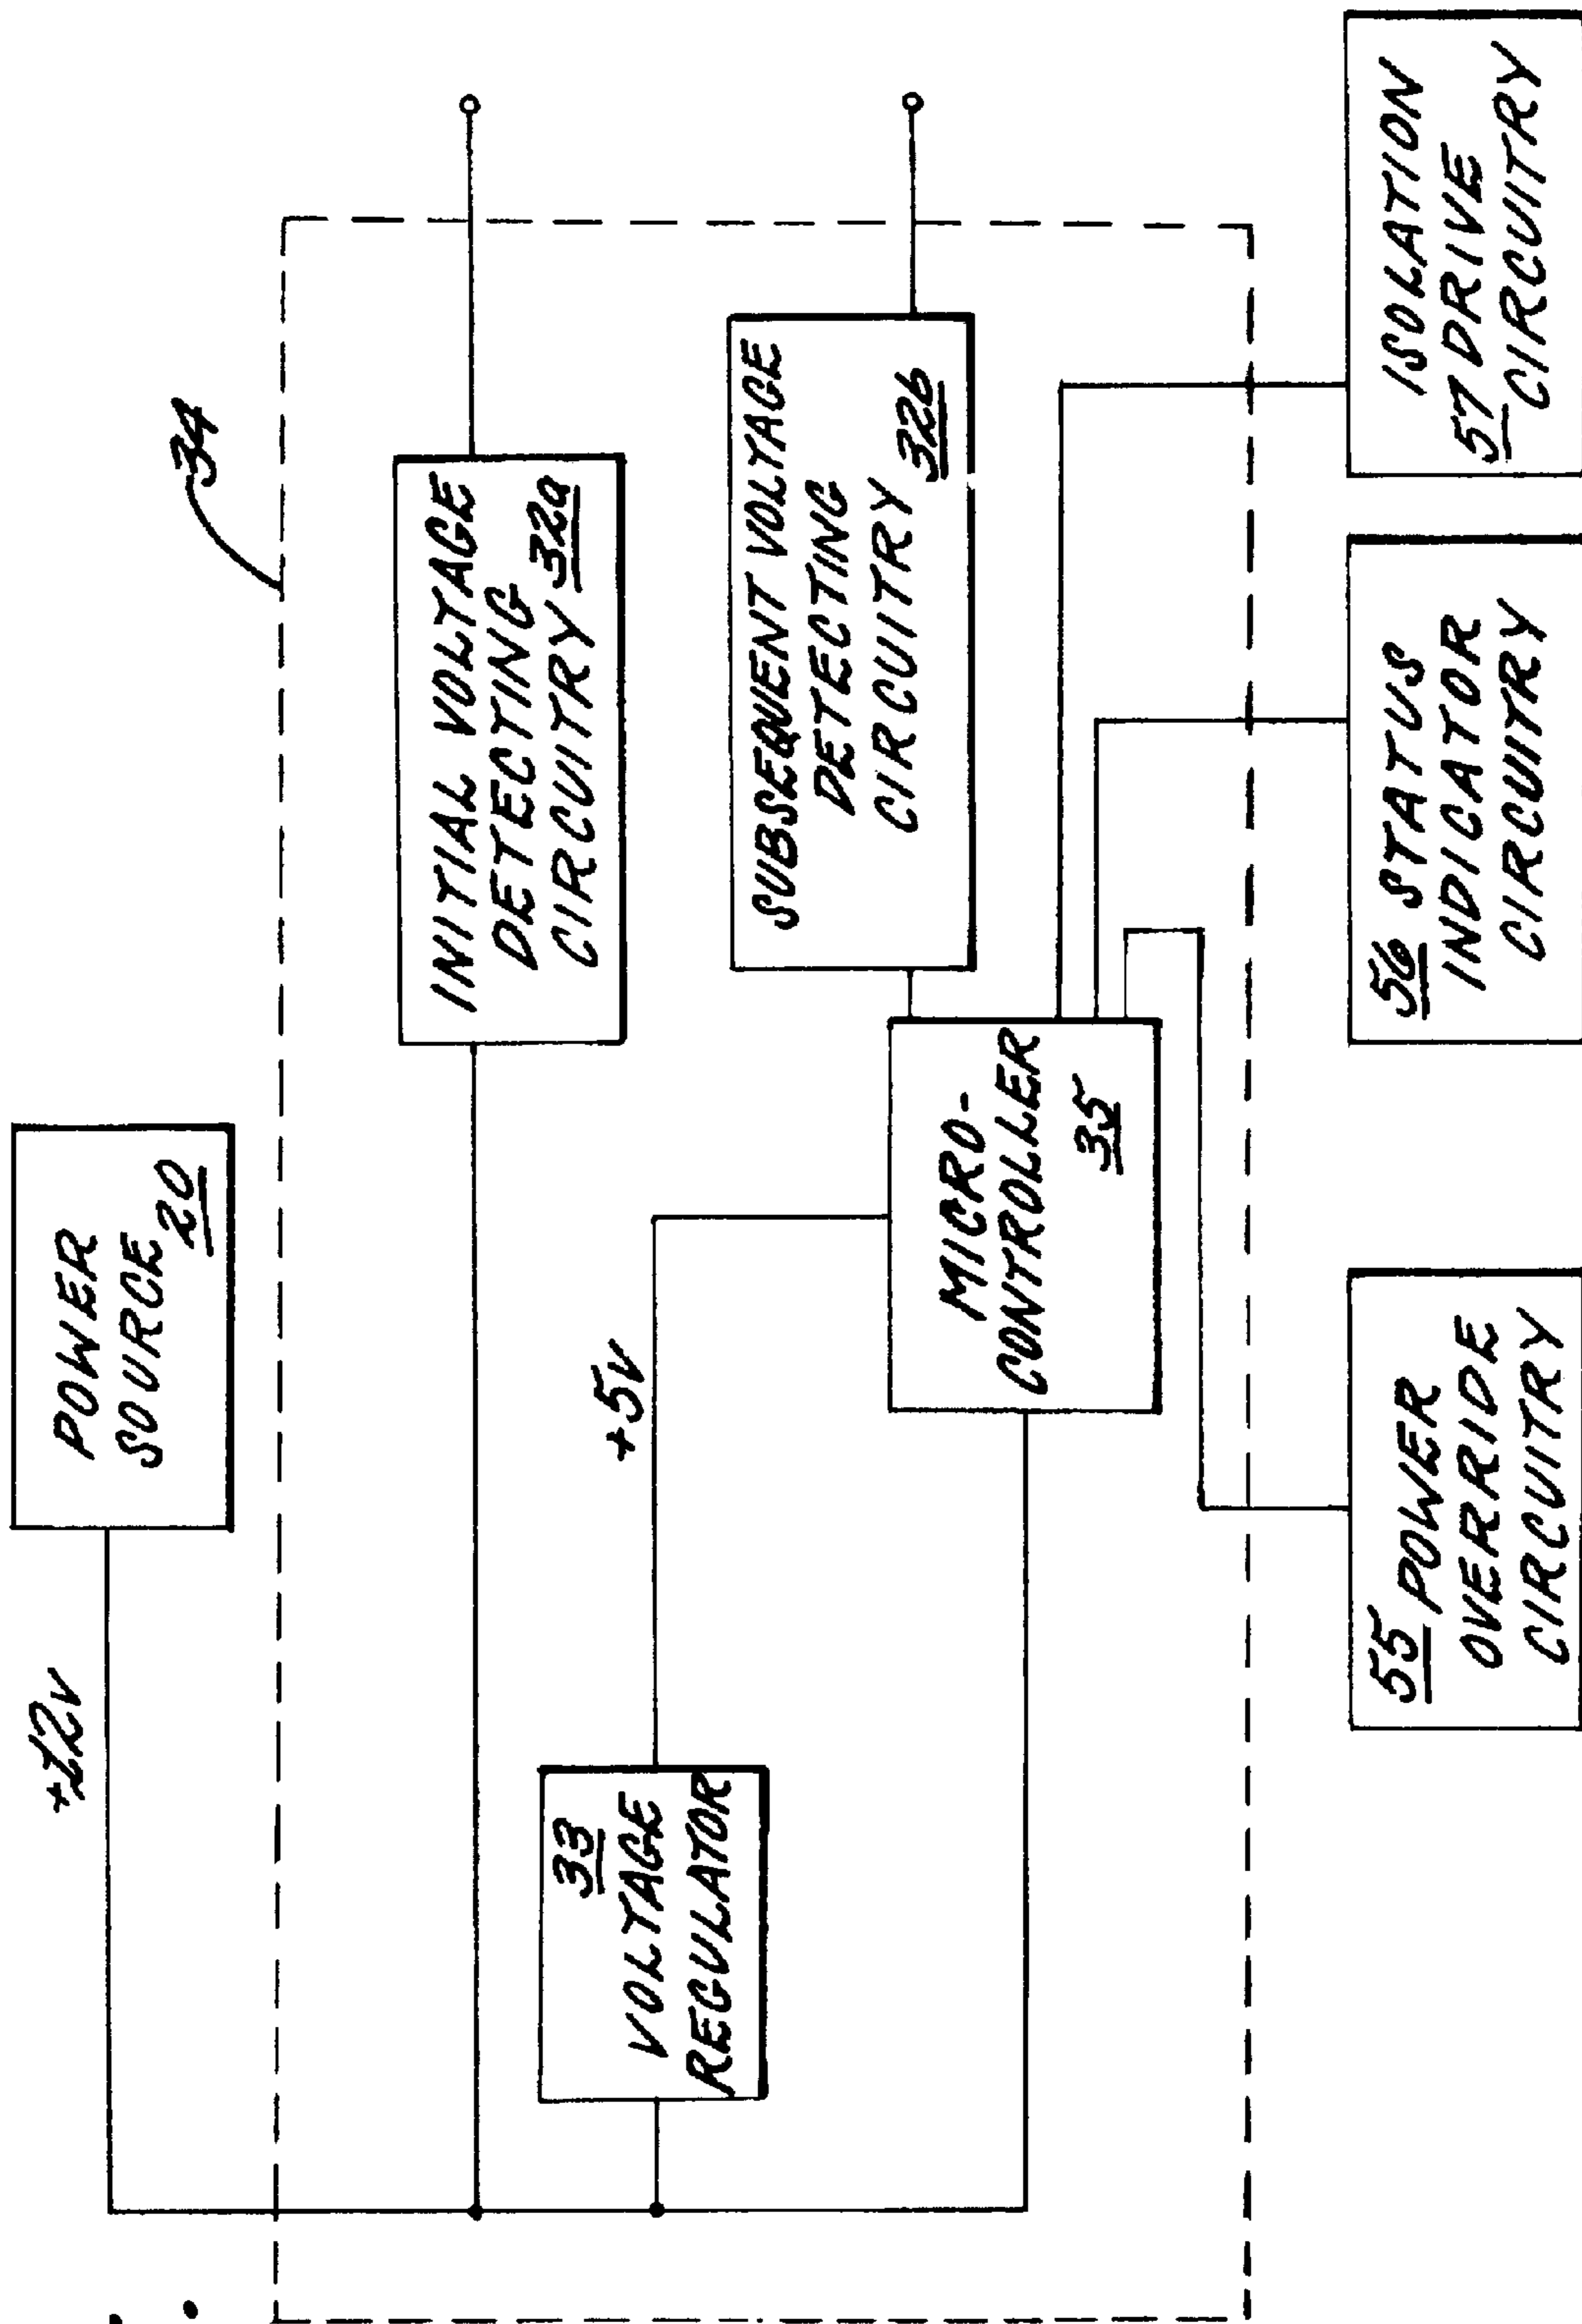 +12V
POWER
SOURCE 20
34
INITIAL VOLTAGE
DETECTING
CIRCUITRY 32a
33
VOLTAGE
REGULATOR
+5V
SUBSEQUENT VOLTAGE
DETECTING
CIRCUITRY 32b
MICRO-
CONTROLLER
35
55 POWER
OVERRIDE
CIRCUITRY
56 STATUS
INDICATOR
CIRCUITRY
ISOLATION
57 DRIVE
CIRCUITRY